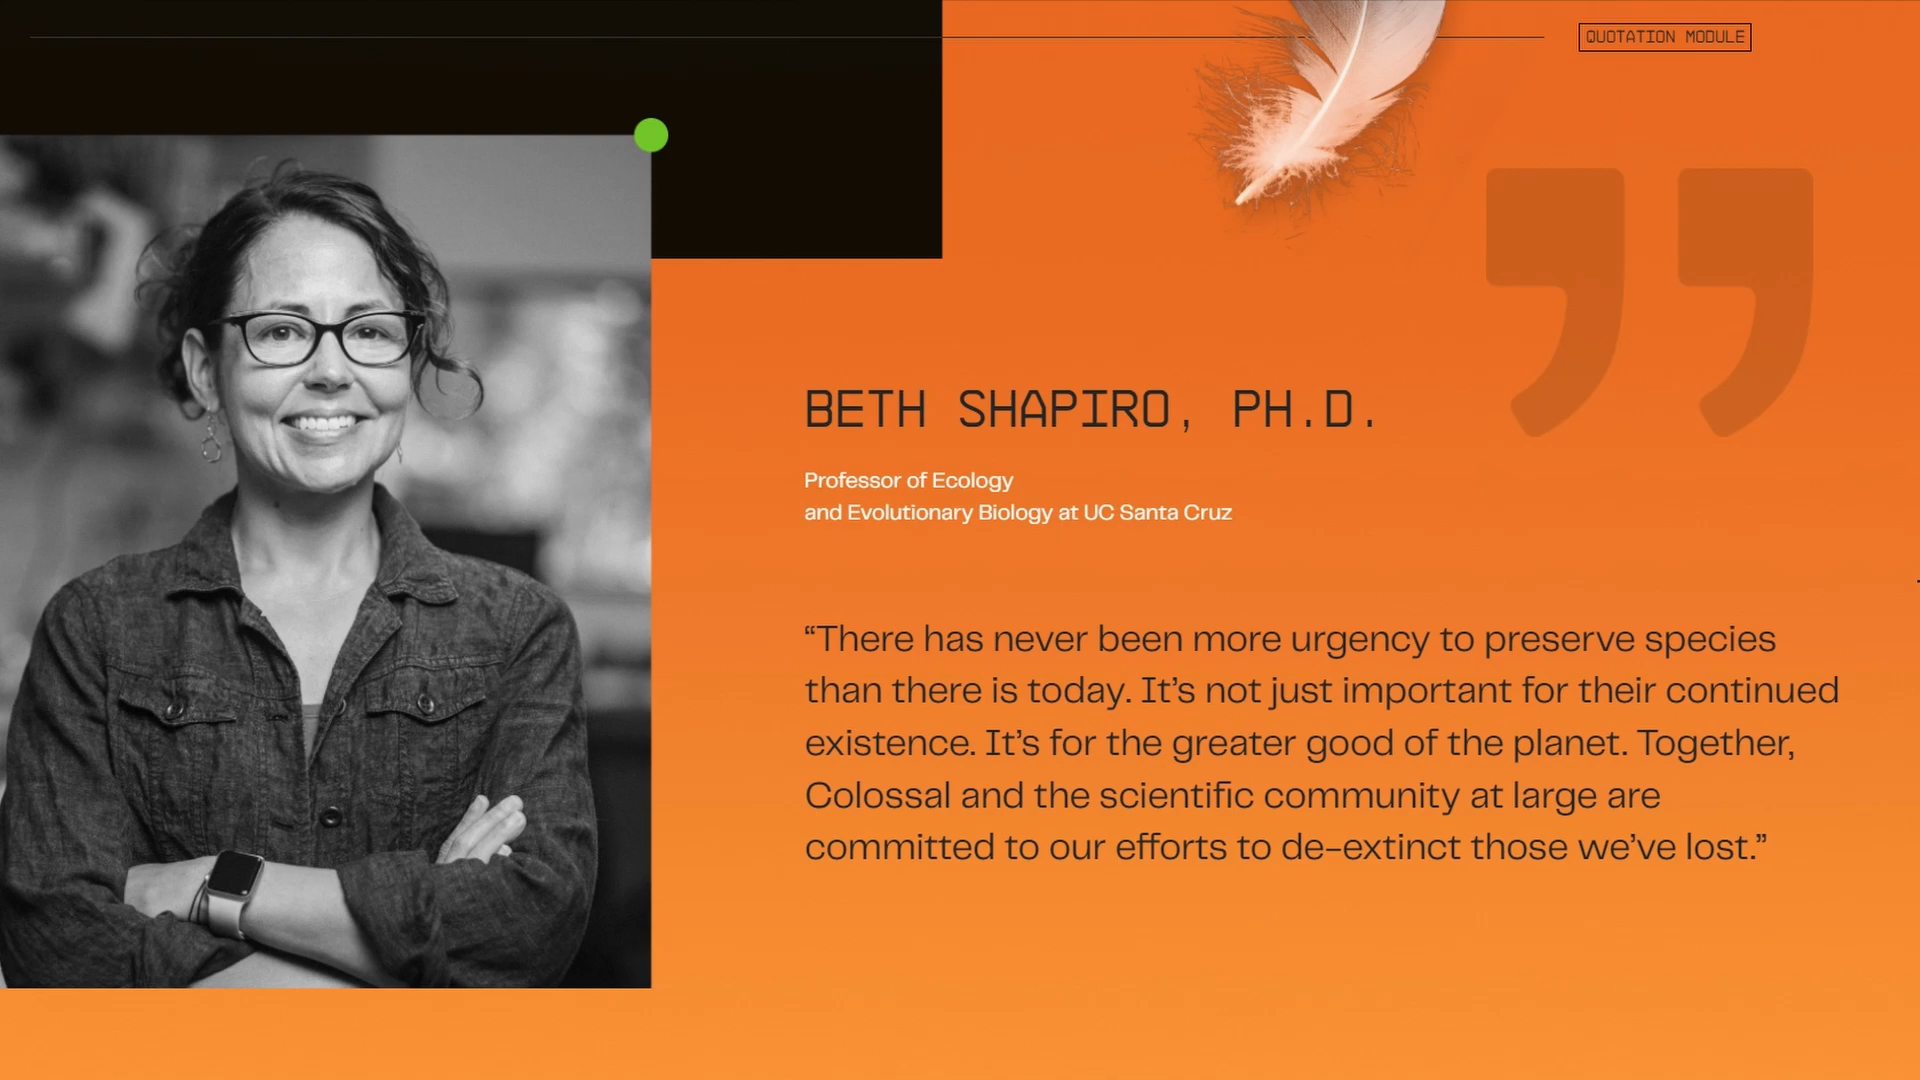 QUOTATION MODULE
BETH SHAPIRO, PH.D.
Professor of Ecology
and Evolutionary Biology at UC Santa Cruz
“There has never been more urgency to preserve species
than there is today. It’s not just important for their continued
existence. It’s for the greater good of the planet. Together,
Colossal and the scientific community at large are
committed to our efforts to de–extinct those we’ve lost.”